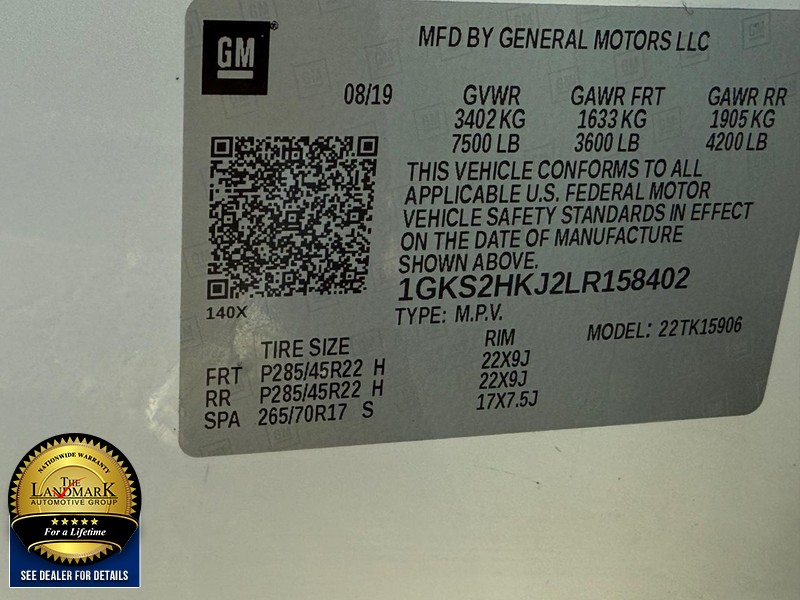 GM®
MFD BY GENERAL MOTORS LLC
08/19 GVWR GAWR FRT GAWR RR
3402 KG 1633 KG 1905 KG
7500 LB 3600 LB 4200 LB
THIS VEHICLE CONFORMS TO ALL
APPLICABLE U.S. FEDERAL MOTOR
VEHICLE SAFETY STANDARDS IN EFFECT
ON THE DATE OF MANUFACTURE
SHOWN ABOVE.
1GKS2HKJ2LR158402
140X
TYPE: M.P.V. MODEL: 22TK15906
TIRE SIZE RIM
FRT P285/45R22 H 22X9J
RR P285/45R22 H 22X9J
SPA 265/70R17 S 17X7.5J
NATIONWIDE WARRANTY
THE
LANDMARK
AUTOMOTIVE GROUP
For a Lifetime
SEE DEALER FOR DETAILS